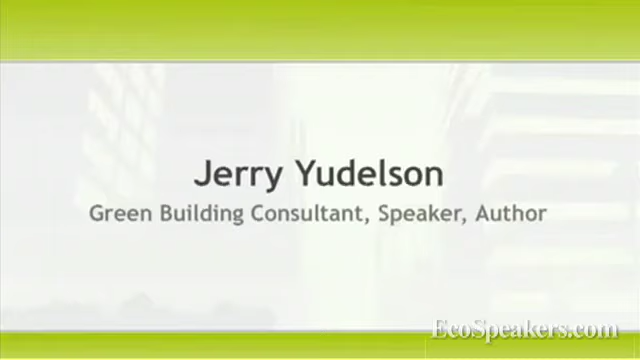 Jerry Yudelson
Green Building Consultant, Speaker, Author
EcoSpeakers.com